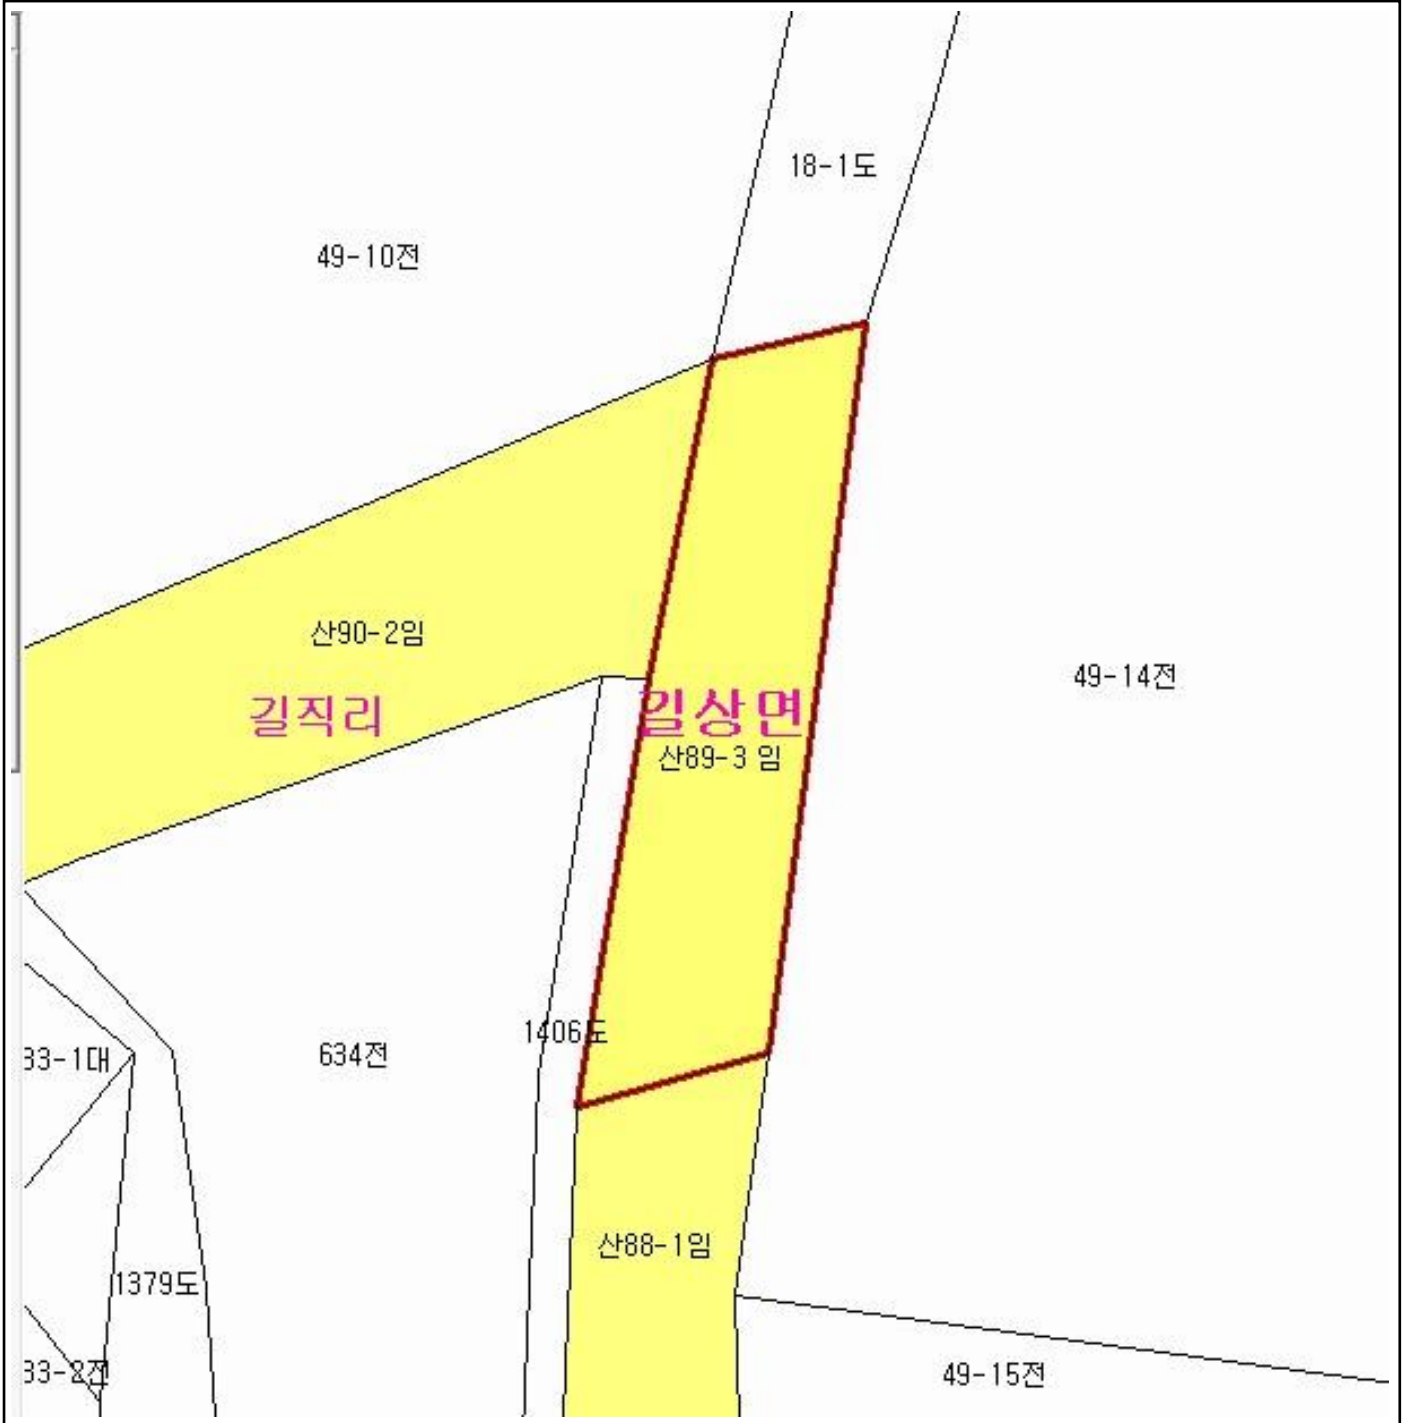 18-1도
49-10전
산90-2임
49-14전
길직리
길상면
산89-3 임
1406도
634전
33-1대
산88-1임
1379도
33-2전
49-15전